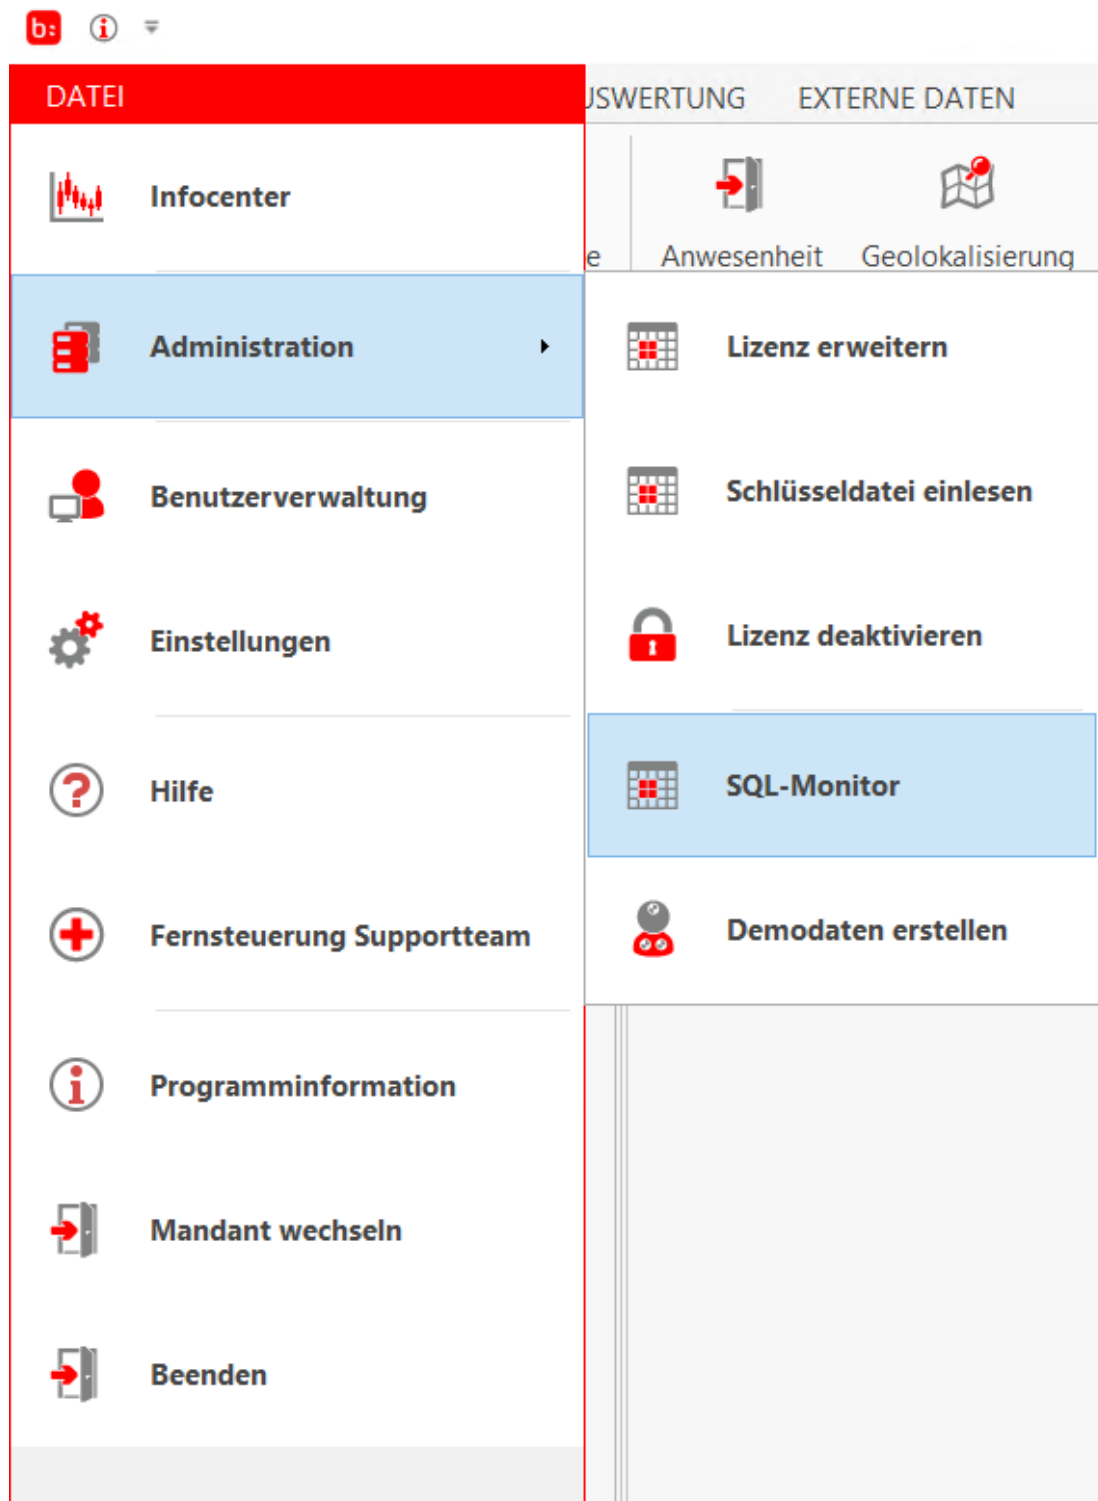 b:
DATEI
USWERTUNG EXTERNE DATEN
Infocenter
e Anwesenheit Geolokalisierung
Administration
Lizenz erweitern
Benutzerverwaltung
Schlüsseldatei einlesen
Einstellungen
Lizenz deaktivieren
Hilfe
SQL-Monitor
Fernsteuerung Supportteam
Demodaten erstellen
Programminformation
Mandant wechseln
Beenden